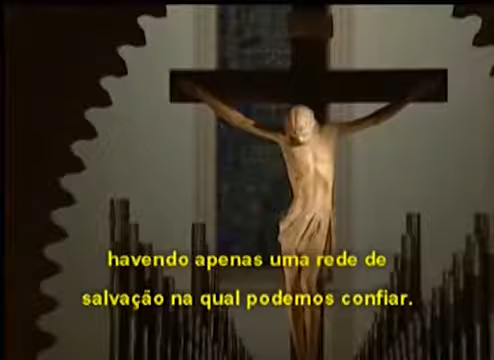 havendo apenas uma rede de
salvação na qual podemos confiar.